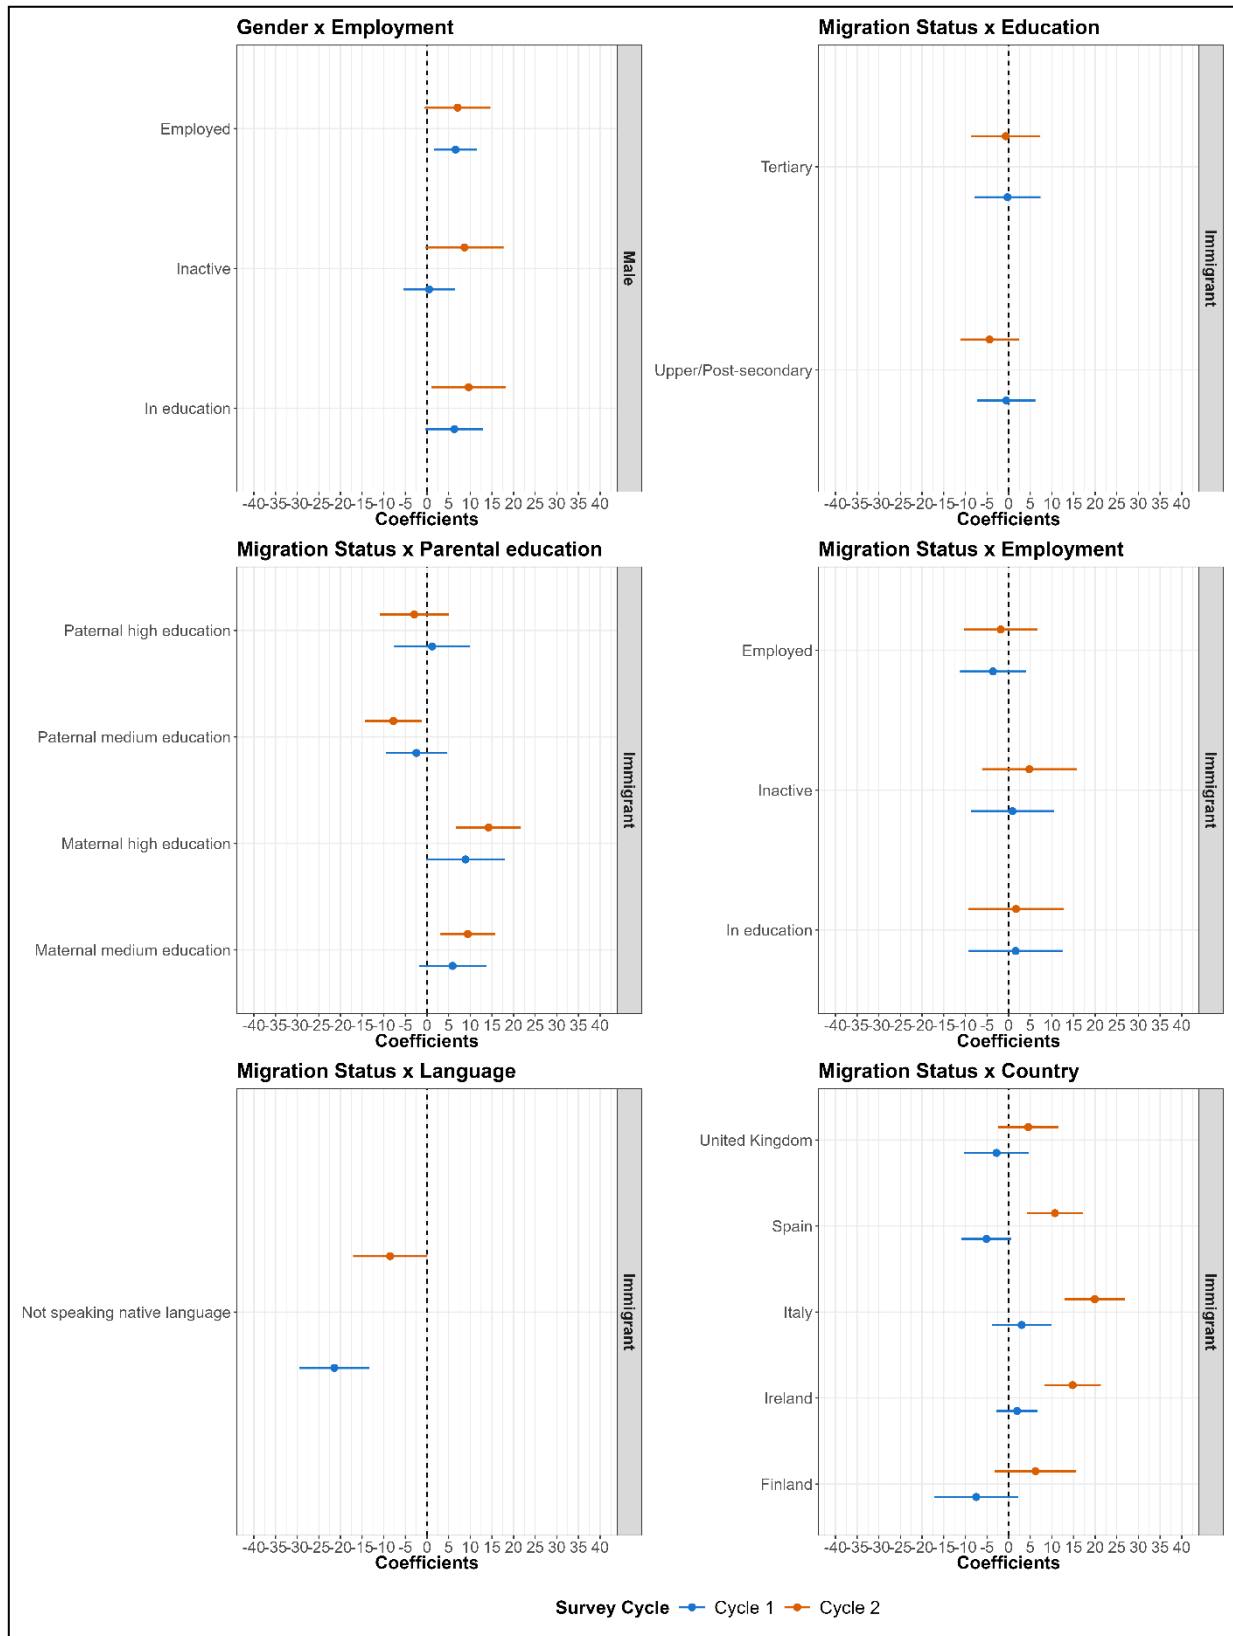 Gender x Employment
Employed
Inactive
In education
Male
-40-35-30-25-20-15-10 -5 0 5 10 15 20 25 30 35 40
Coefficients
Migration Status x Education
Tertiary
Upper/Post-secondary
Immigrant
-40-35-30-25-20-15-10 -5 0 5 10 15 20 25 30 35 40
Coefficients
Migration Status x Parental education
Paternal high education
Paternal medium education
Maternal high education
Maternal medium education
Immigrant
-40-35-30-25-20-15-10 -5 0 5 10 15 20 25 30 35 40
Coefficients
Migration Status x Employment
Employed
Inactive
In education
Immigrant
-40-35-30-25-20-15-10 -5 0 5 10 15 20 25 30 35 40
Coefficients
Migration Status x Language
Not speaking native language
Immigrant
-40-35-30-25-20-15-10 -5 0 5 10 15 20 25 30 35 40
Coefficients
Migration Status x Country
United Kingdom
Spain
Italy
Ireland
Finland
Immigrant
-40-35-30-25-20-15-10 -5 0 5 10 15 20 25 30 35 40
Coefficients
Survey Cycle Cycle 1 Cycle 2